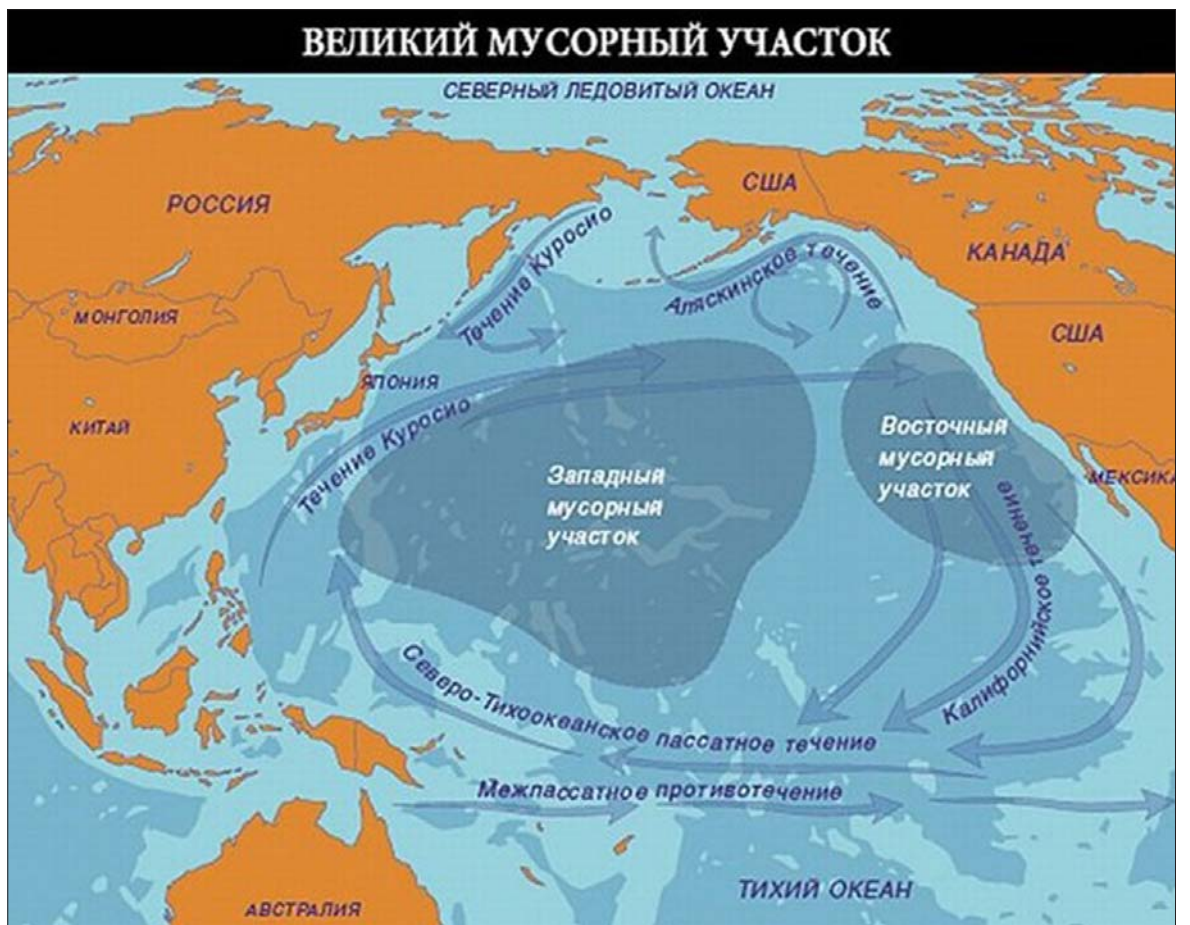 ВЕЛИКИЙ МУСОРНЫЙ УЧАСТОК
СЕВЕРНЫЙ ЛЕДОВИТЫЙ ОКЕАН
РОССИЯ
США
КАНАДА
Течение Куросио
Аляскинское течение
МОНГОЛИЯ
США
ЯПОНИЯ
КИТАЙ
Течение Куросио
Западный
мусорный
участок
Восточный
мусорный
участок
МЕКСИКА
Калифорнийское течение
Северо-Тихоокеанское пассатное течение
Межпассатное противотечение
ТИХИЙ ОКЕАН
АВСТРАЛИЯ